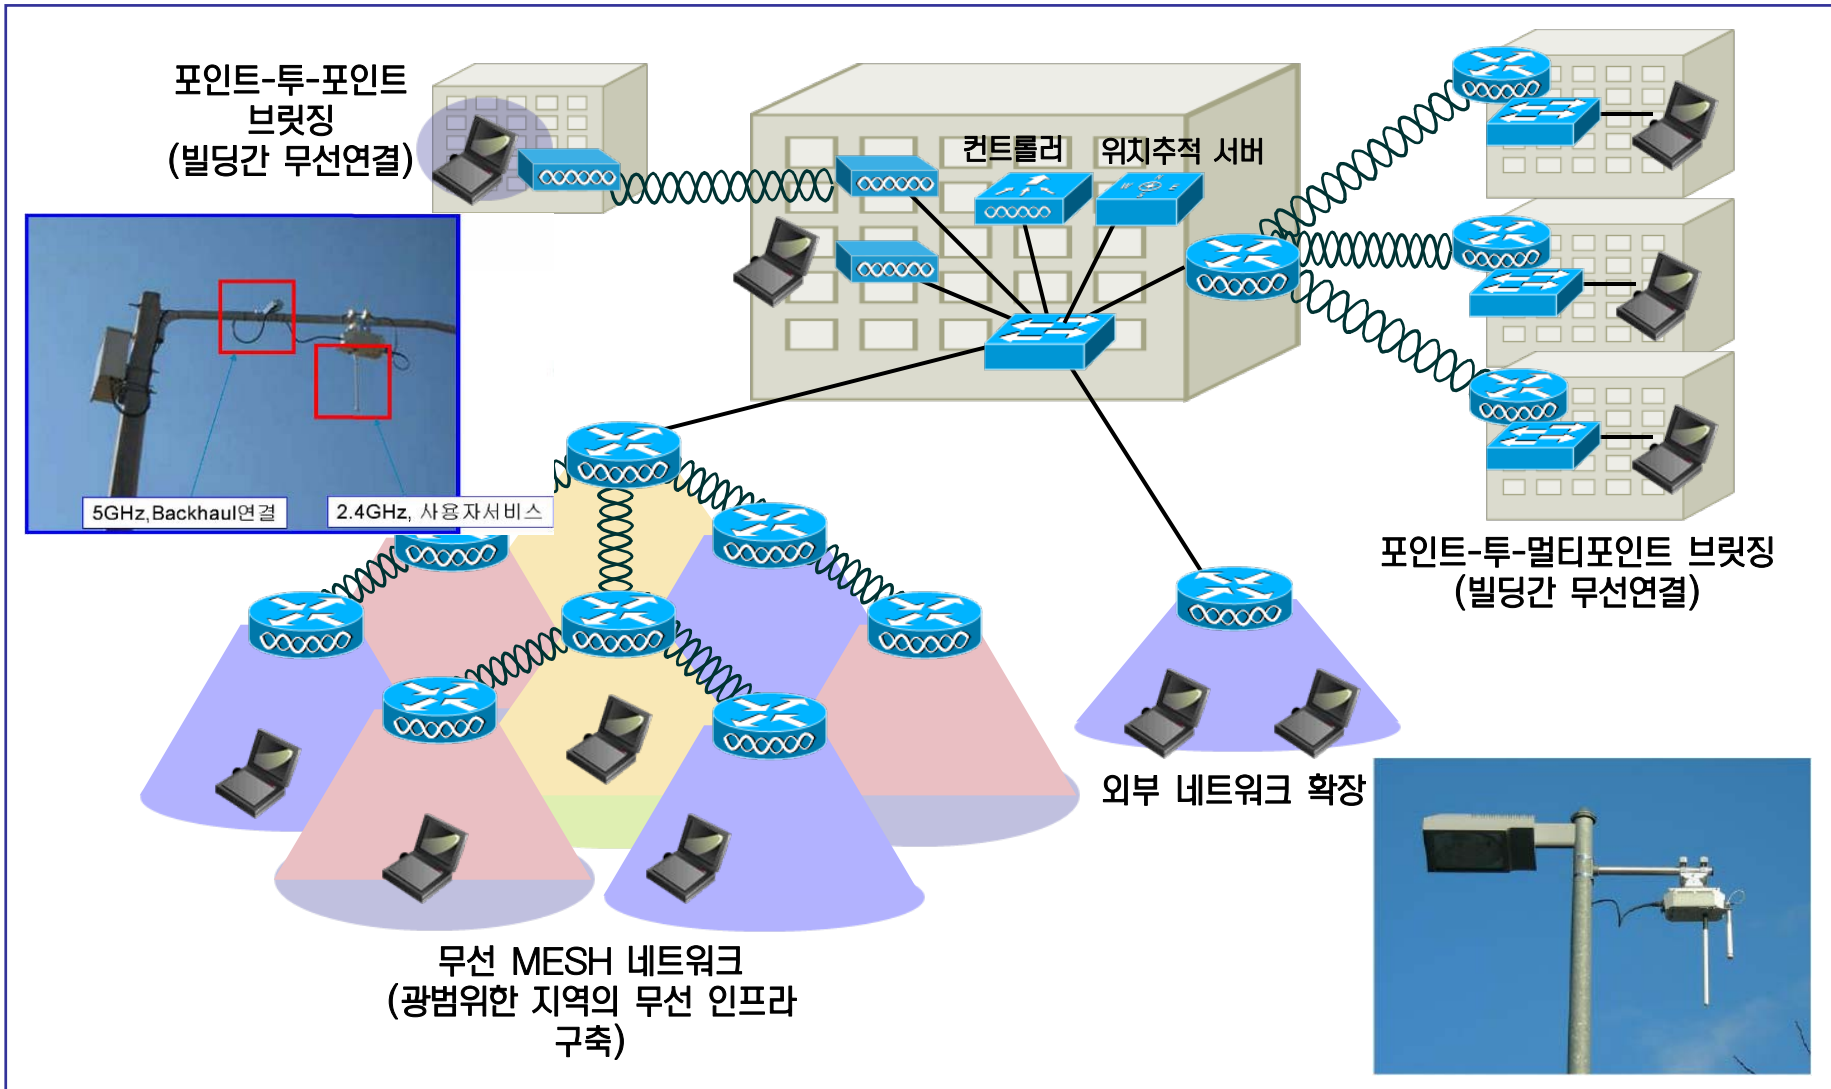 포인트-투-포인트
브릿징
(빌딩간 무선연결)
컨트롤러
위치추적 서버
5GHz,Backhaul연결
2.4GHz, 사용자서비스
포인트-투-멀티포인트 브릿징
(빌딩간 무선연결)
외부 네트워크 확장
무선 MESH 네트워크
(광범위한 지역의 무선 인프라
구축)